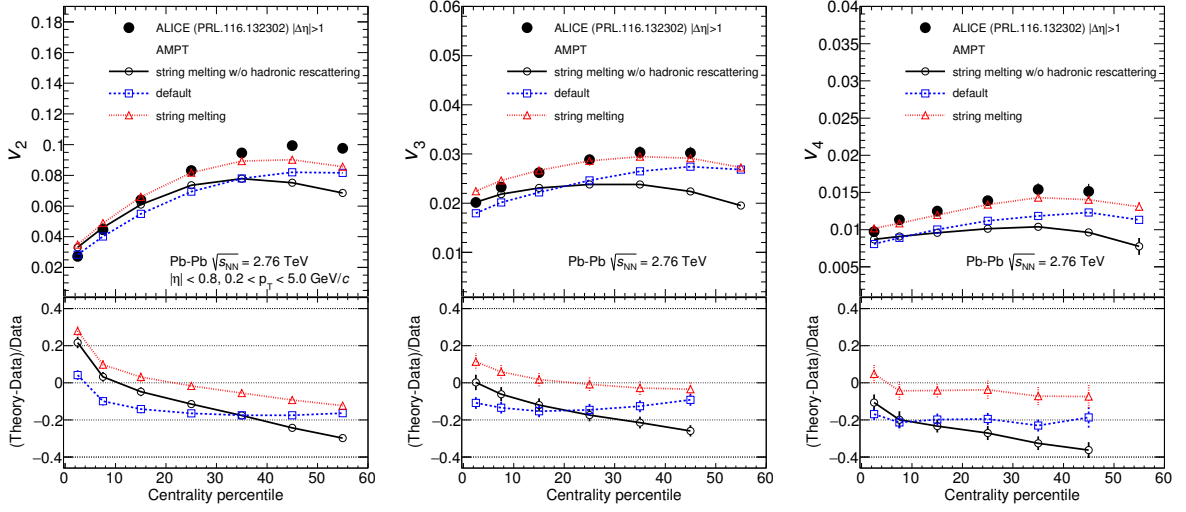 0.18
0.16
0.14
0.12
0.1
0.08
0.06
0.04
0.02
v2
ALICE (PRL.116.132302) |Δη|>1
AMPT
string melting w/o hadronic rescattering
default
string melting
Pb-Pb √sNN = 2.76 TeV
|η| < 0.8, 0.2 < pT < 5.0 GeV/c
0.4
0.2
0
−0.2
−0.4
(Theory-Data)/Data
0 10 20 30 40 50 60
Centrality percentile
0.06
0.05
0.04
0.03
0.02
0.01
v3
ALICE (PRL.116.132302) |Δη|>1
AMPT
string melting w/o hadronic rescattering
default
string melting
Pb-Pb √sNN = 2.76 TeV
0.4
0.2
0
−0.2
−0.4
(Theory-Data)/Data
0 10 20 30 40 50 60
Centrality percentile
0.04
0.035
0.03
0.025
0.02
0.015
0.01
0.005
v4
ALICE (PRL.116.132302) |Δη|>1
AMPT
string melting w/o hadronic rescattering
default
string melting
Pb-Pb √sNN = 2.76 TeV
0.4
0.2
0
−0.2
−0.4
(Theory-Data)/Data
0 10 20 30 40 50 60
Centrality percentile